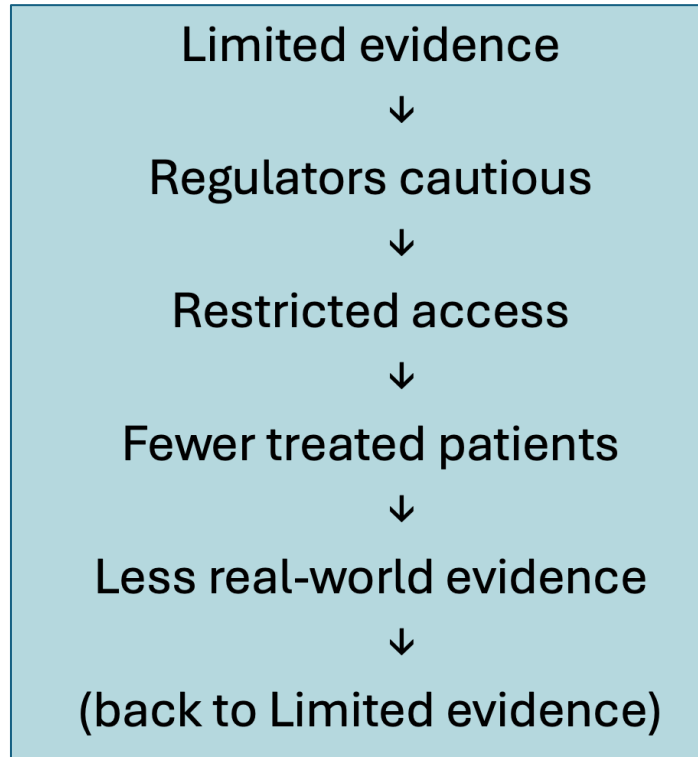 Limited evidence
↓
Regulators cautious
↓
Restricted access
↓
Fewer treated patients
↓
Less real-world evidence
↓
(back to Limited evidence)